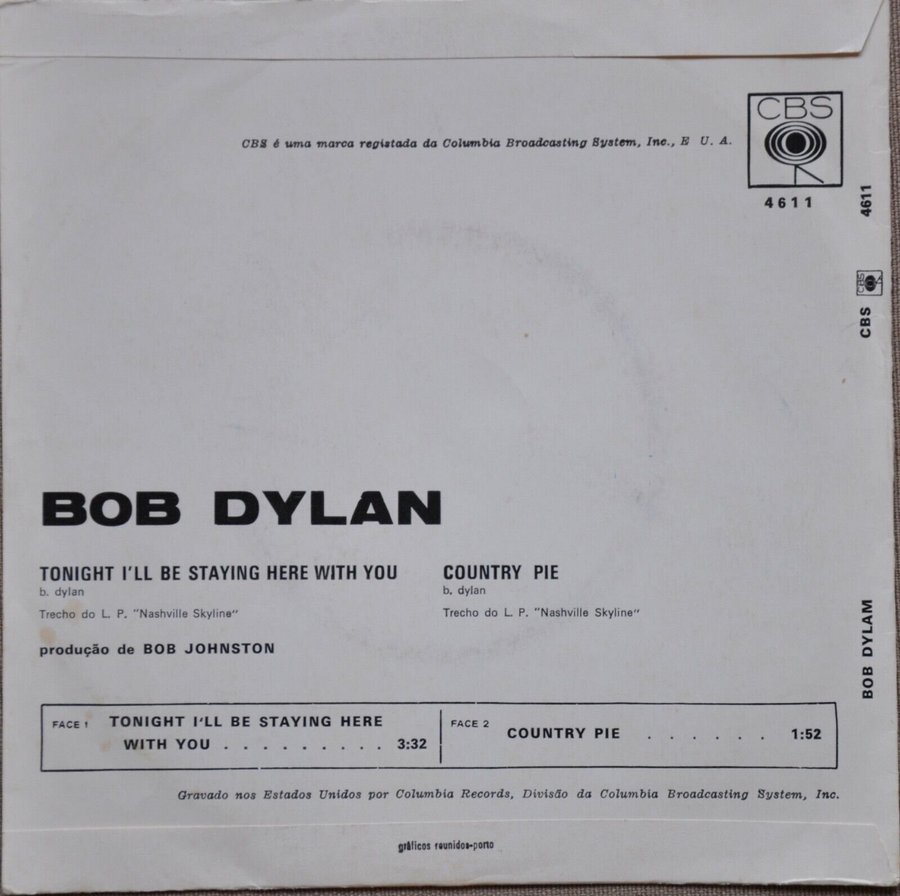 CBS é uma marca registada da Columbia Broadcasting System, Inc., E U. A.
CBS
4611
4611
CBS
CBS
BOB DYLAM
BOB DYLAN
TONIGHT I'LL BE STAYING HERE WITH YOU
b. dylan
Trecho do L. P. "Nashville Skyline"
COUNTRY PIE
b. dylan
Trecho do L. P. "Nashville Skyline"
produção de BOB JOHNSTON
FACE 1 TONIGHT I'LL BE STAYING HERE
WITH YOU . . . . . . . . . 3:32
FACE 2 COUNTRY PIE . . . . . . 1:52
Gravado nos Estados Unidos por Columbia Records, Divisão da Columbia Broadcasting System, Inc.
gráficos reunidos-porto